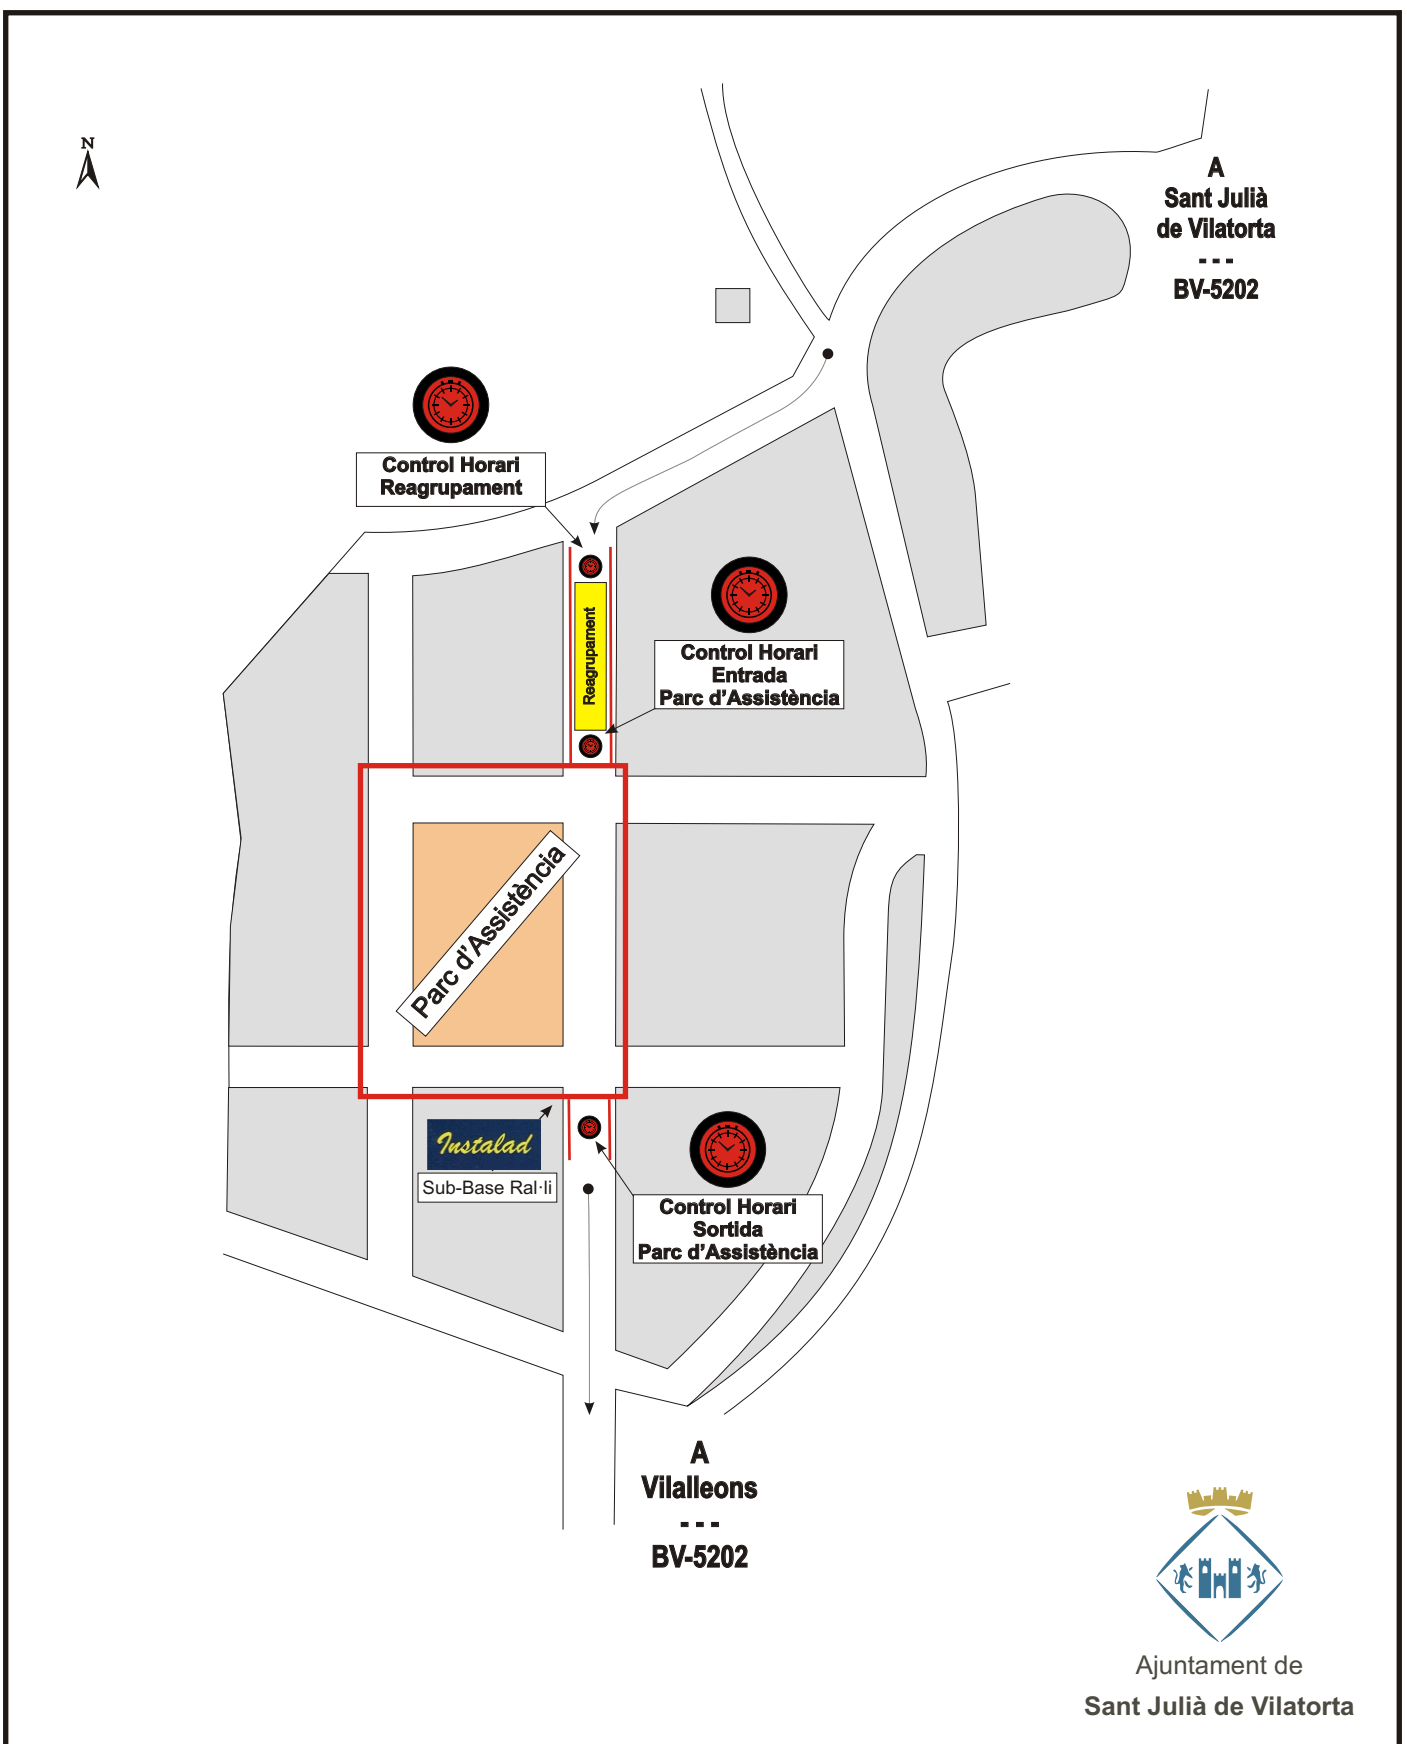 N
A
Sant Julià
de Vilatorta
---
BV-5202
Control Horari
Reagrupament
Reagrupament
Control Horari
Entrada
Parc d'Assistència
Parc d'Assistència
Instalad
Sub-Base Ral·li
Control Horari
Sortida
Parc d'Assistència
A
Vilalleons
---
BV-5202
Ajuntament de
Sant Julià de Vilatorta